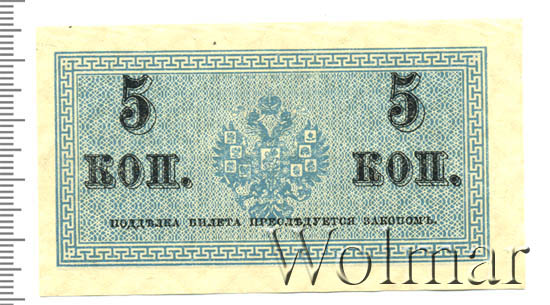 5 5
КОП. КОП.
ПОДДѢЛКА БИЛЕТА ПРЕСЛѢДУЕТСЯ ЗАКОНОМЪ.
Wolmar